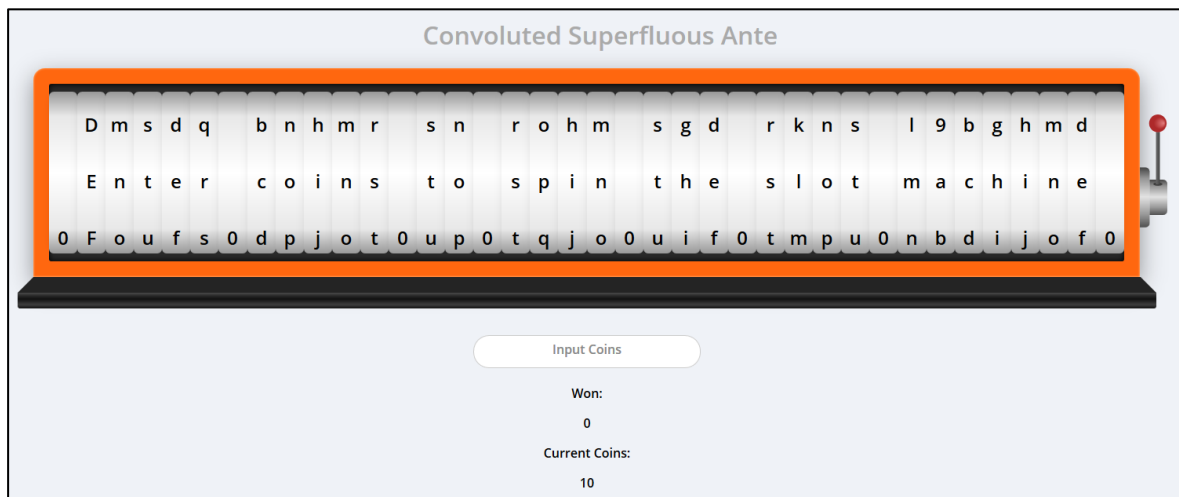 Convoluted Superfluous Ante
Dmsdq bnhmr sn rohm sgd rkns l9bghmd
Enter coins to spin the slot machine
0Foufs0dpjot0up0tqjo0uif0tmpu0nbdijof0
Input Coins
Won:
0
Current Coins:
10